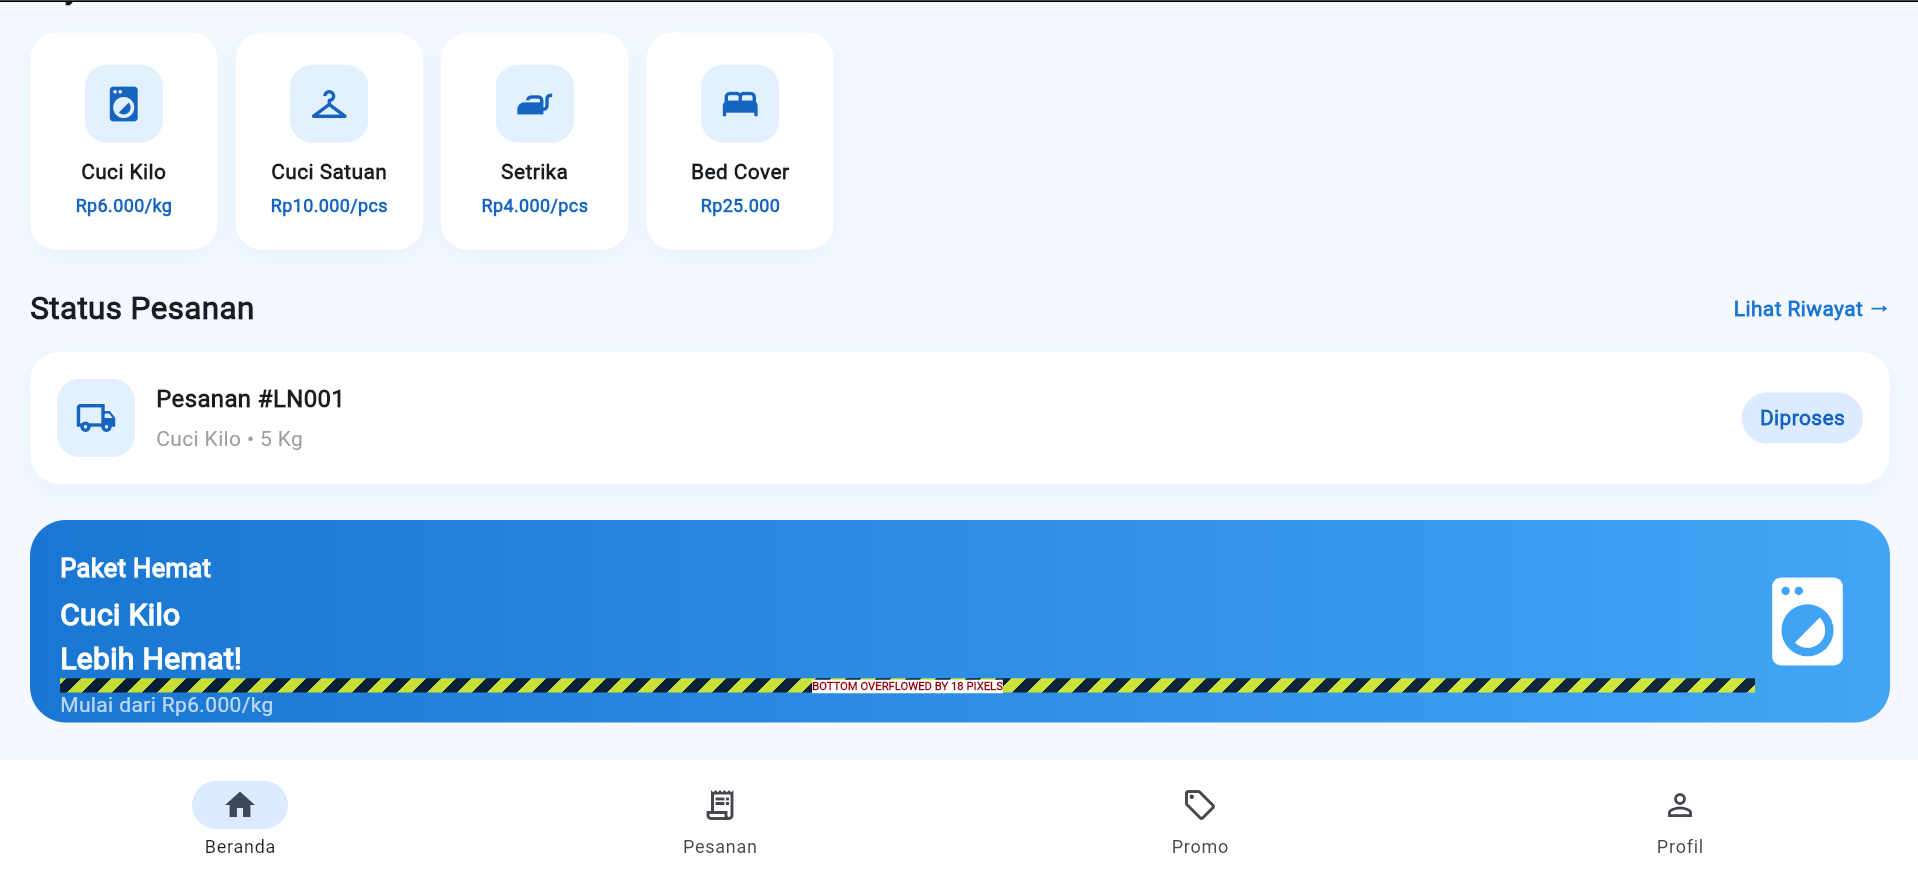 Cuci Kilo
Rp6.000/kg
Cuci Satuan
Rp10.000/pcs
Setrika
Rp4.000/pcs
Bed Cover
Rp25.000
Status Pesanan
Lihat Riwayat →
Pesanan #LN001
Cuci Kilo • 5 Kg
Diproses
Paket Hemat
Cuci Kilo
Lebih Hemat!
BOTTOM OVERFLOWED BY 18 PIXELS
Mulai dari Rp6.000/kg
Beranda
Pesanan
Promo
Profil